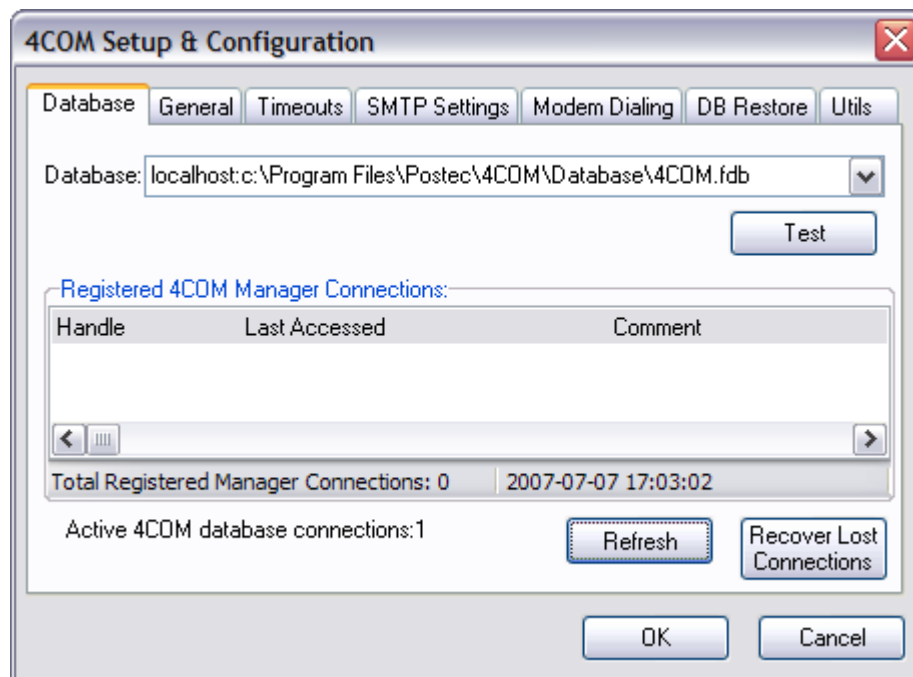 4COM Setup & Configuration
Database General Timeouts SMTP Settings Modem Dialing DB Restore Utils
Database: localhost:c:\Program Files\Postec\4COM\Database\4COM.fdb
Test
Registered 4COM Manager Connections:
Handle Last Accessed Comment
Total Registered Manager Connections: 0 2007-07-07 17:03:02
Active 4COM database connections:1
Refresh
Recover Lost
Connections
OK Cancel